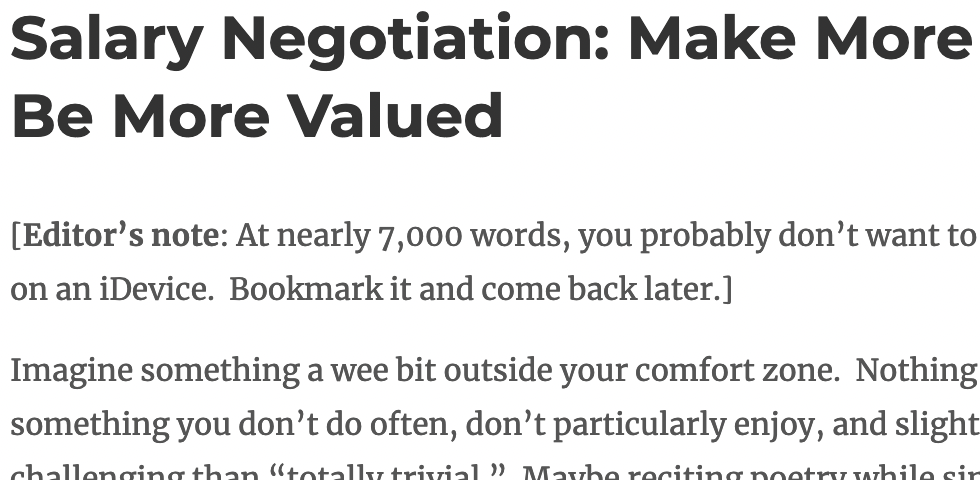 Salary Negotiation: Make More
Be More Valued
[Editor’s note: At nearly 7,000 words, you probably don’t want to
on an iDevice.  Bookmark it and come back later.]
Imagine something a wee bit outside your comfort zone.  Nothing
something you don’t do often, don’t particularly enjoy, and slight
challenging than “totally trivial.”  Maybe reciting poetry while